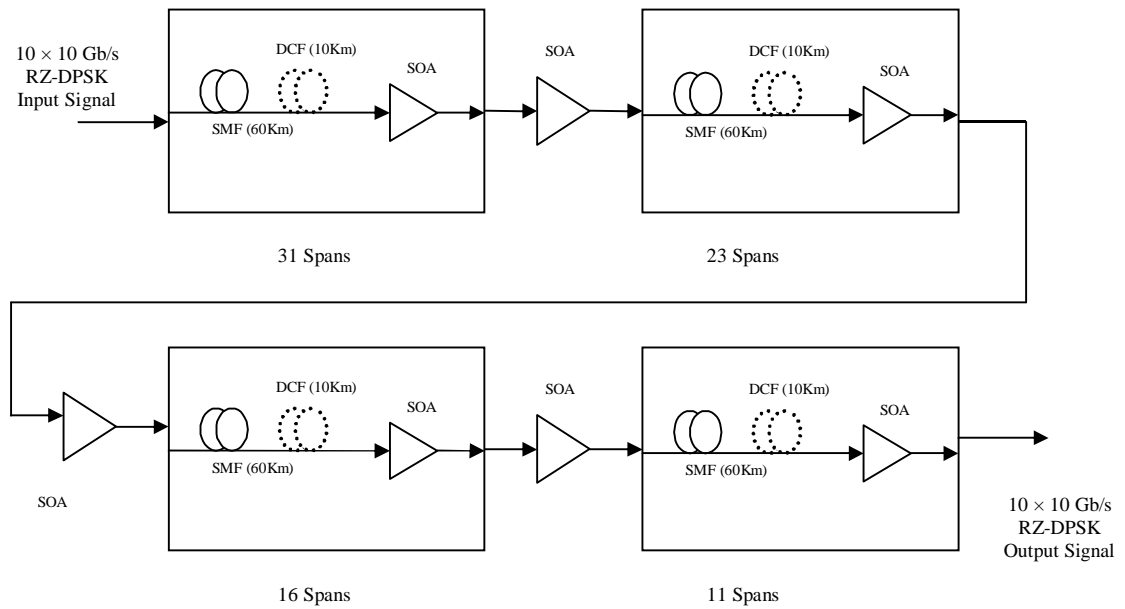 10 × 10 Gb/s
RZ-DPSK
Input Signal
DCF (10Km)
SOA
SMF (60Km)
31 Spans
SOA
DCF (10Km)
SOA
SMF (60Km)
23 Spans
SOA
DCF (10Km)
SOA
SMF (60Km)
16 Spans
SOA
DCF (10Km)
SOA
SMF (60Km)
11 Spans
10 × 10 Gb/s
RZ-DPSK
Output Signal